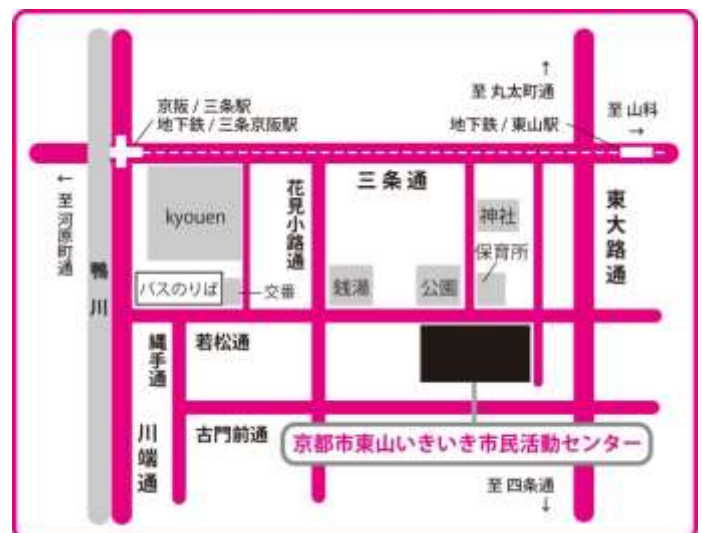 ↑
至 丸太町通
京阪 / 三条駅
地下鉄 / 三条京阪駅
地下鉄 / 東山駅
至 山科
→
←
至 河原町通
鴨川
kyouen
花見小路通
三条通
神社
保育所
東大路通
バスのりば
交番
銭湯
公園
縄手通
若松通
川端通
古門前通
京都市東山いきいき市民活動センター
至 四条通
↓